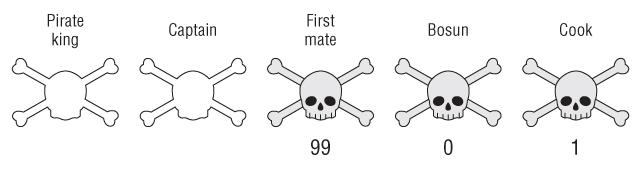 Pirate king
Captain
First mate
Bosun
Cook
99
0
1